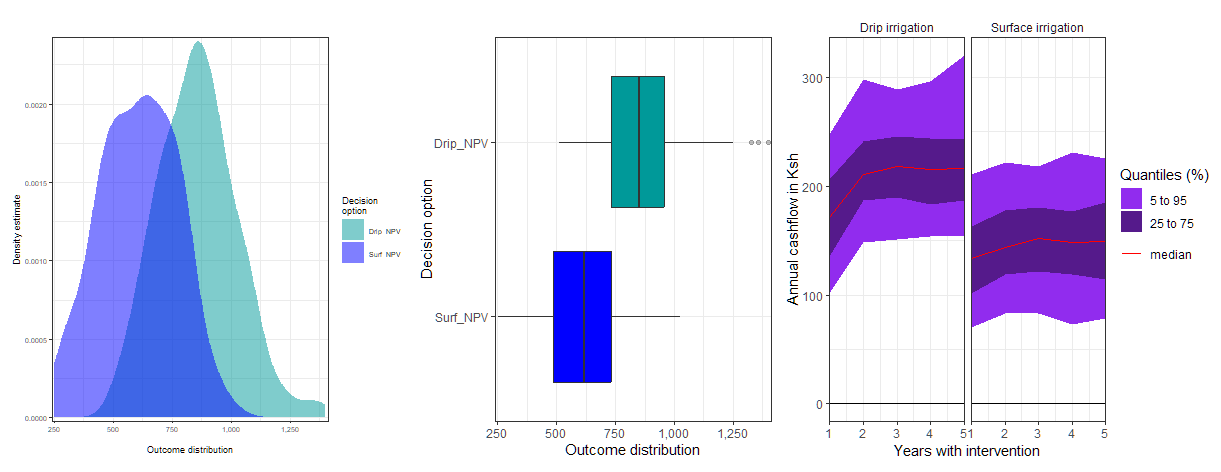 Density estimate
0.0020
0.0015
0.0010
0.0005
0.0000
250 500 750 1,000 1,250
Outcome distribution
Decision
option
Drip_NPV
Surf_NPV
Decision option
Drip_NPV
Surf_NPV
250 500 750 1,000 1,250
Outcome distribution
Drip irrigation Surface irrigation
Annual cashflow in Ksh
300
200
100
0
1 2 3 4 5 1 2 3 4 5
Years with intervention
Quantiles (%)
5 to 95
25 to 75
median